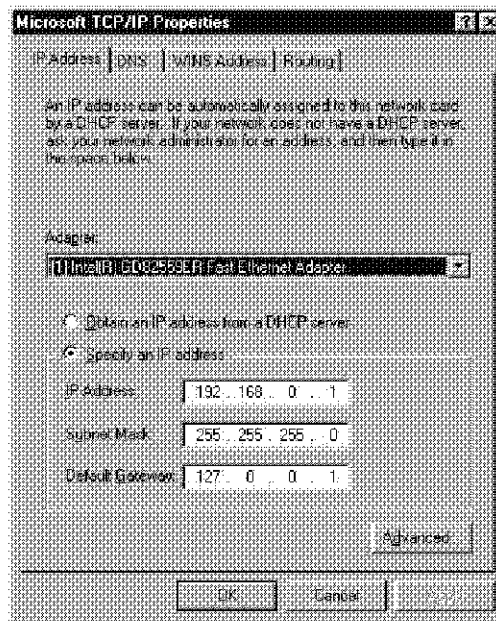 Microsoft TCP/IP Properties
IP Address DNS WINS Address Routing
An IP address can be automatically assigned to this network card
by a DHCP server. If your network does not have a DHCP server,
ask your network administrator for an address, and then type it in
the space below.
Adapter:
[1] Intel(R) GD82559ER Fast Ethernet Adapter
Obtain an IP address from a DHCP server
Specify an IP address
IP Address: 192 . 168 . 0 . 1
Subnet Mask: 255 . 255 . 255 . 0
Default Gateway: 127 . 0 . 0 . 1
Advanced...
OK Cancel